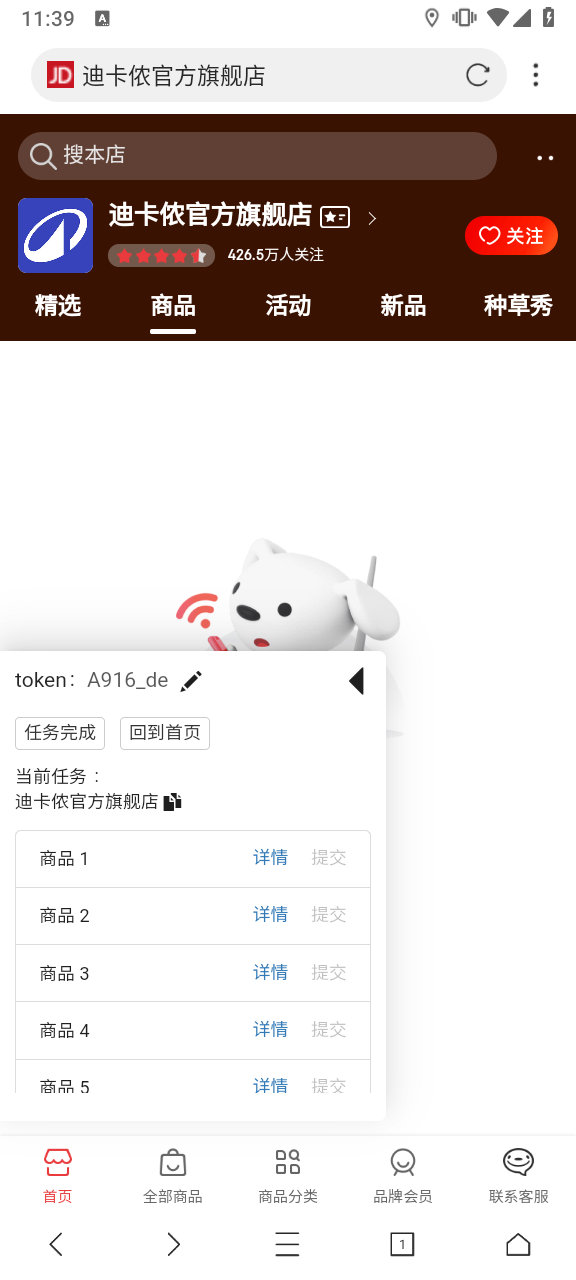 11:39
A
JD 迪卡侬官方旗舰店
搜本店
迪卡侬官方旗舰店
426.5万人关注
关注
精选 商品 活动 新品 种草秀
token: A916_de
任务完成 回到首页
当前任务：
迪卡侬官方旗舰店
商品 1 详情 提交
商品 2 详情 提交
商品 3 详情 提交
商品 4 详情 提交
商品 5 详情 提交
首页 全部商品 商品分类 品牌会员 联系客服
1